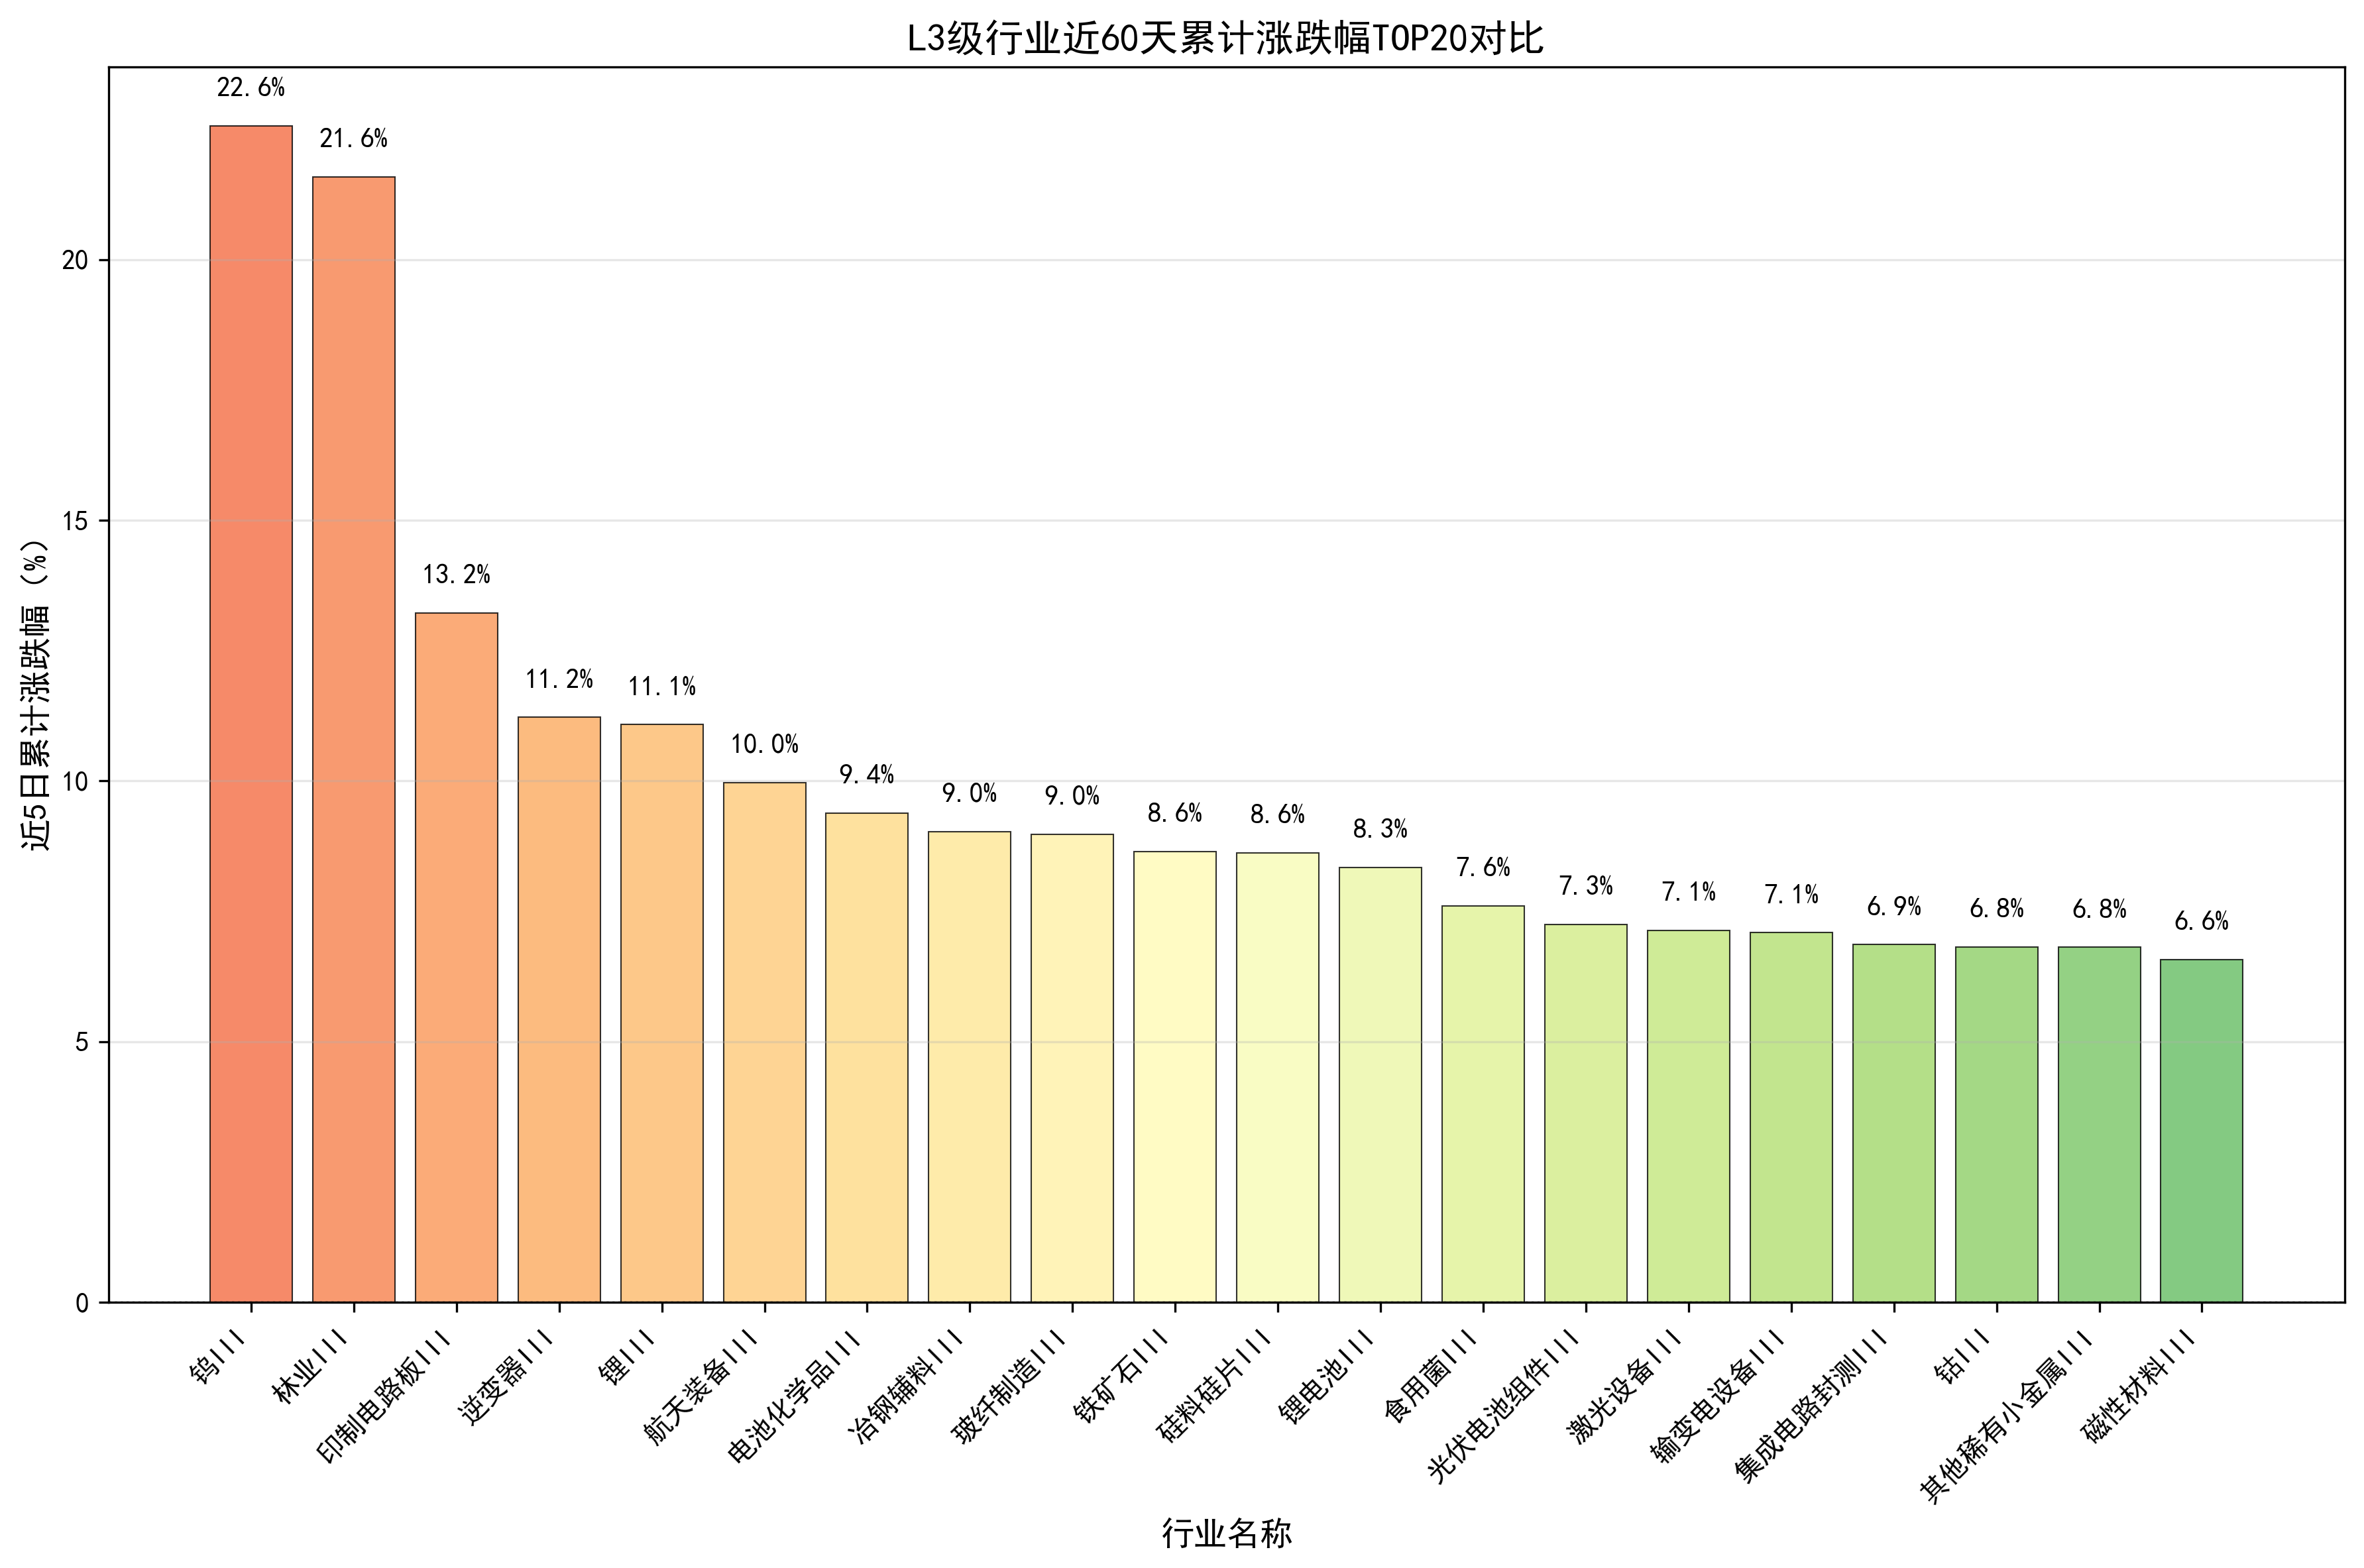 L3级行业近60天累计涨跌幅TOP20对比
近5日累计涨跌幅 (%)
20
15
10
5
0
22.6%
21.6%
13.2%
11.2%
11.1%
10.0%
9.4%
9.0%
9.0%
8.6%
8.6%
8.3%
7.6%
7.3%
7.1%
7.1%
6.9%
6.8%
6.8%
6.6%
钨III
林业III
印制电路板III
逆变器III
锂III
航天装备III
电池化学品III
冶钢辅料III
玻纤制造III
铁矿石III
硅料硅片III
锂电池III
食用菌III
光伏电池组件III
激光设备III
输变电设备III
集成电路封测III
钴III
其他稀有小金属III
磁性材料III
行业名称